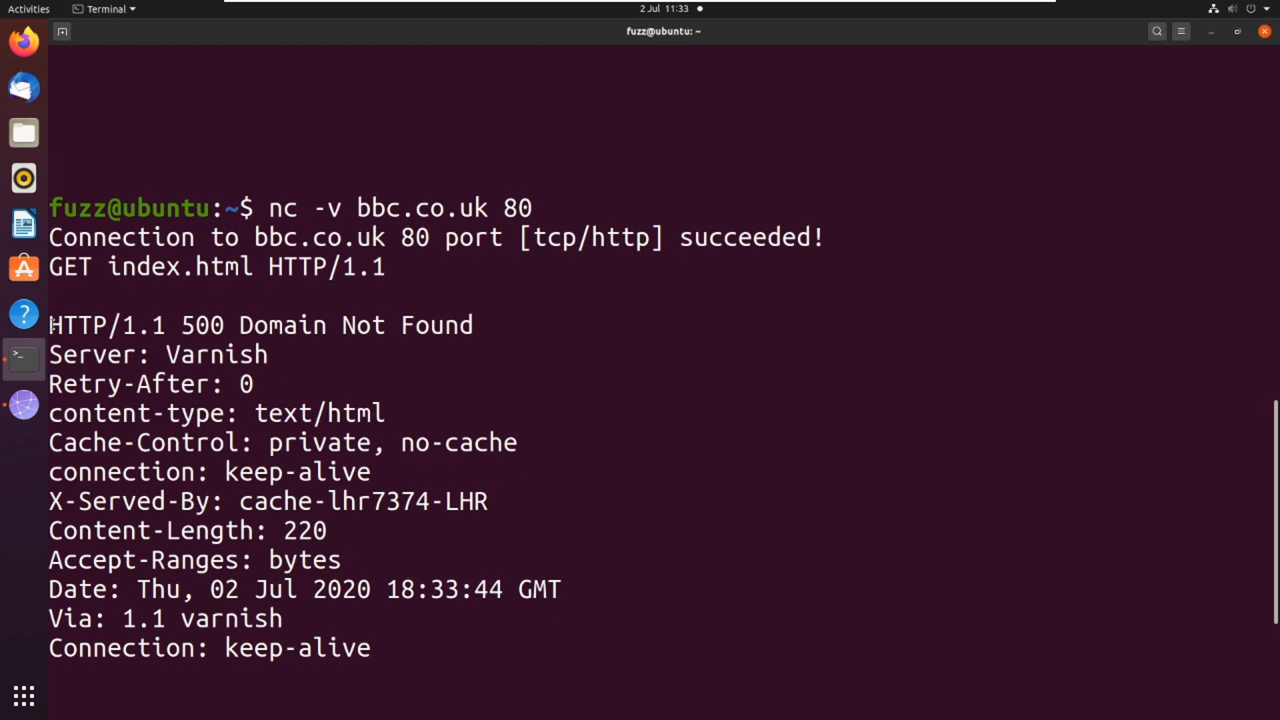 Activities
Terminal
2 Jul 11:33
fuzz@ubuntu: ~
fuzz@ubuntu:~$ nc -v bbc.co.uk 80
Connection to bbc.co.uk 80 port [tcp/http] succeeded!
GET index.html HTTP/1.1
HTTP/1.1 500 Domain Not Found
Server: Varnish
Retry-After: 0
content-type: text/html
Cache-Control: private, no-cache
connection: keep-alive
X-Served-By: cache-lhr7374-LHR
Content-Length: 220
Accept-Ranges: bytes
Date: Thu, 02 Jul 2020 18:33:44 GMT
Via: 1.1 varnish
Connection: keep-alive